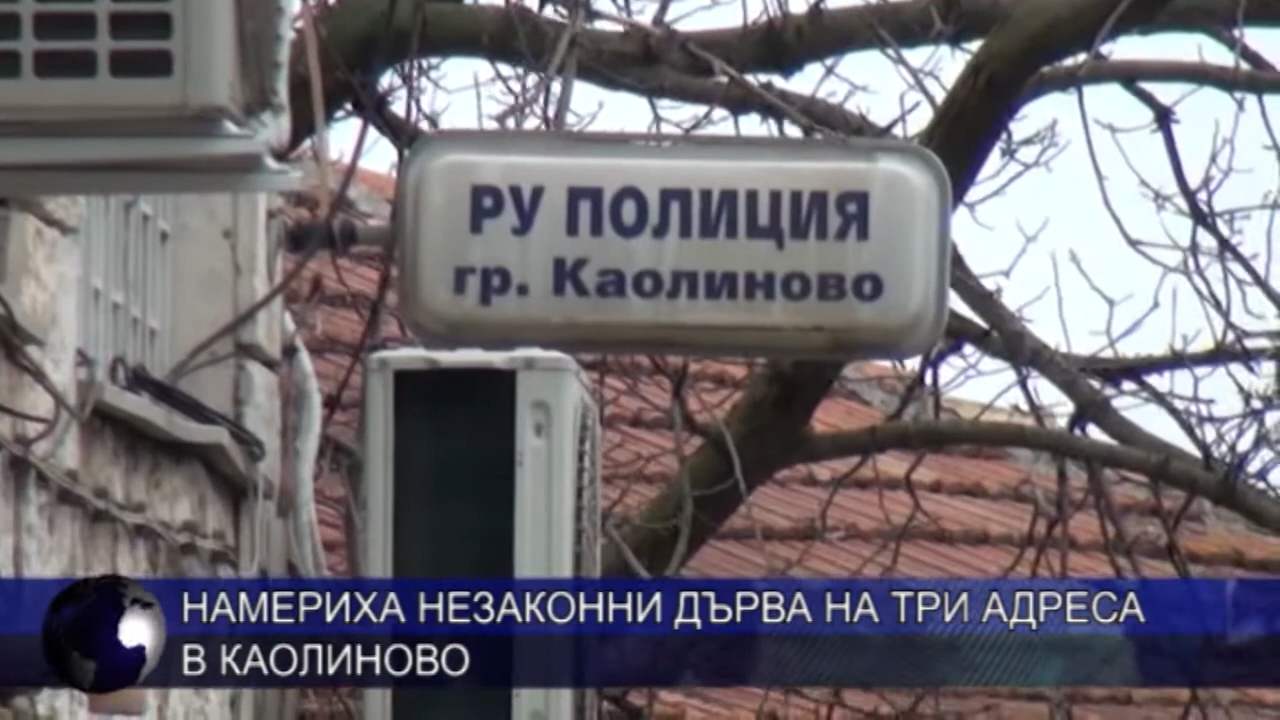 РУ ПОЛИЦИЯ
гр. Каолиново
НАМЕРИХА НЕЗАКОННИ ДЪРВА НА ТРИ АДРЕСА
В КАОЛИНОВО